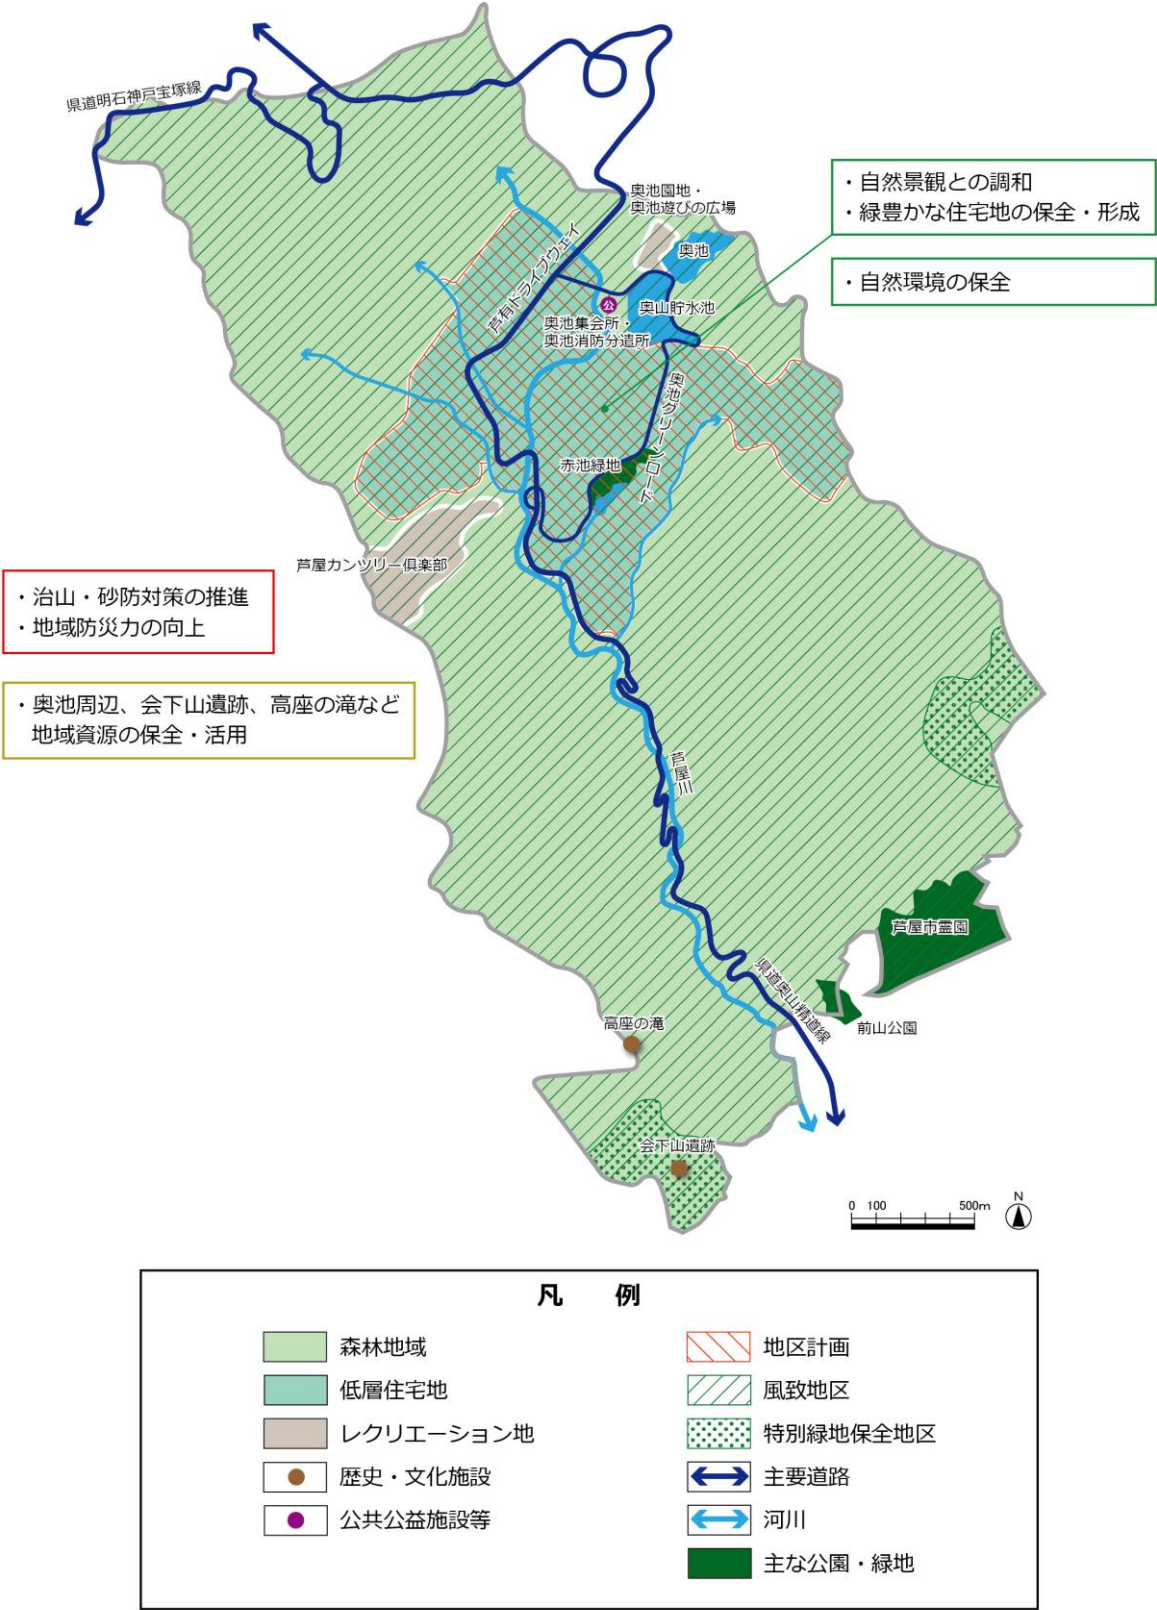 県道明石神戸宝塚線
奥池園地・
奥池遊びの広場
・自然景観との調和
・緑豊かな住宅地の保全・形成
芦有ドライブウェイ
奥池
・自然環境の保全
公
奥山貯水池
奥池集会所・
奥池消防分遣所
奥池グリーンロード
赤池緑地
芦屋カンツリー倶楽部
・治山・砂防対策の推進
・地域防災力の向上
・奥池周辺、会下山遺跡、高座の滝など
地域資源の保全・活用
芦屋川
芦屋市霊園
県道奥山精道線
高座の滝
前山公園
会下山遺跡
0 100 500m
N
凡 例
森林地域
低層住宅地
レクリエーション地
歴史・文化施設
公共公益施設等
地区計画
風致地区
特別緑地保全地区
主要道路
河川
主な公園・緑地